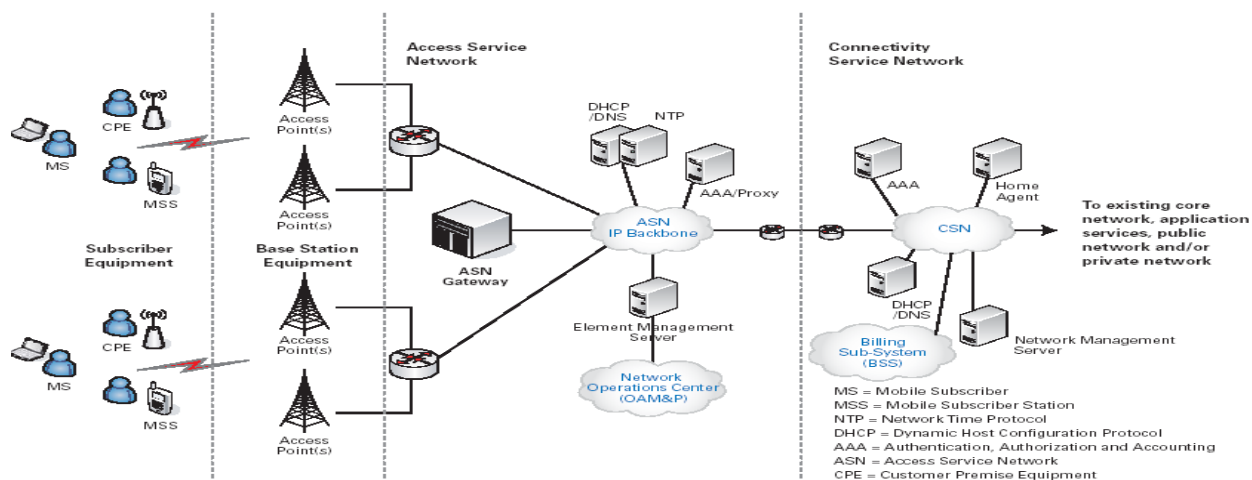 Access Service
Network
Connectivity
Service Network
CPE
MS
MSS
Access
Point(s)
Access
Point(s)
DHCP
/DNS
NTP
AAA/Proxy
ASN
IP Backbone
AAA
Home
Agent
CSN
To existing core
network, application
services, public
network and/or
private network
Subscriber
Equipment
Base Station
Equipment
ASN
Gateway
CPE
MS
MSS
Access
Point(s)
Access
Point(s)
Element Management
Server
Network
Operations Center
(OAM&P)
DHCP
/DNS
Billing
Sub-System
(BSS)
Network Management
Server
MS = Mobile Subscriber
MSS = Mobile Subscriber Station
NTP = Network Time Protocol
DHCP = Dynamic Host Configuration Protocol
AAA = Authentication, Authorization and Accounting
ASN = Access Service Network
CPE = Customer Premise Equipment